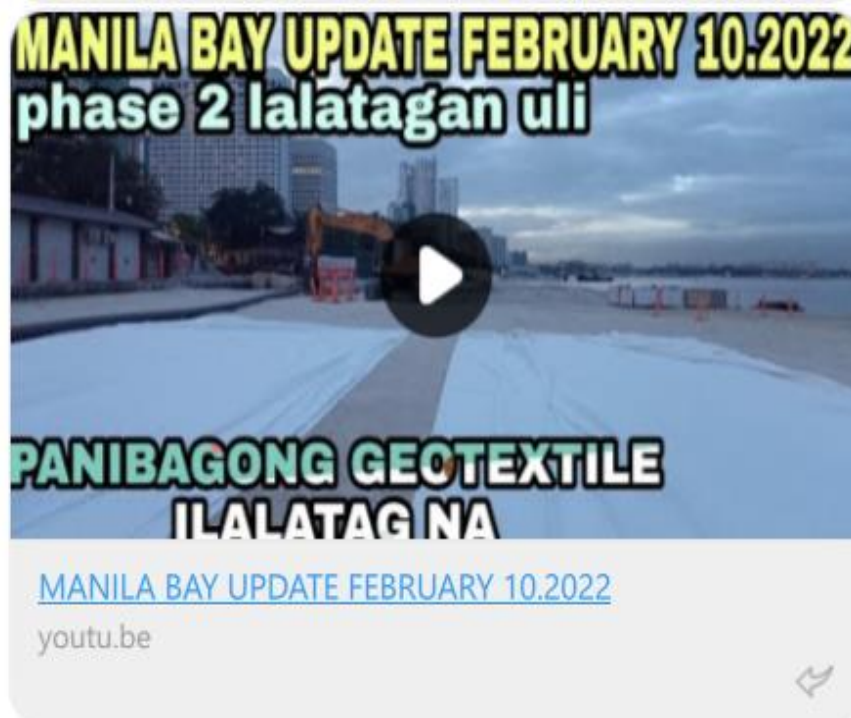 MANILA BAY UPDATE FEBRUARY 10.2022
phase 2 lalatagan uli
PANIBAGONG GEOTEXTILE
ILALATAG NA
MANILA BAY UPDATE FEBRUARY 10.2022
youtu.be